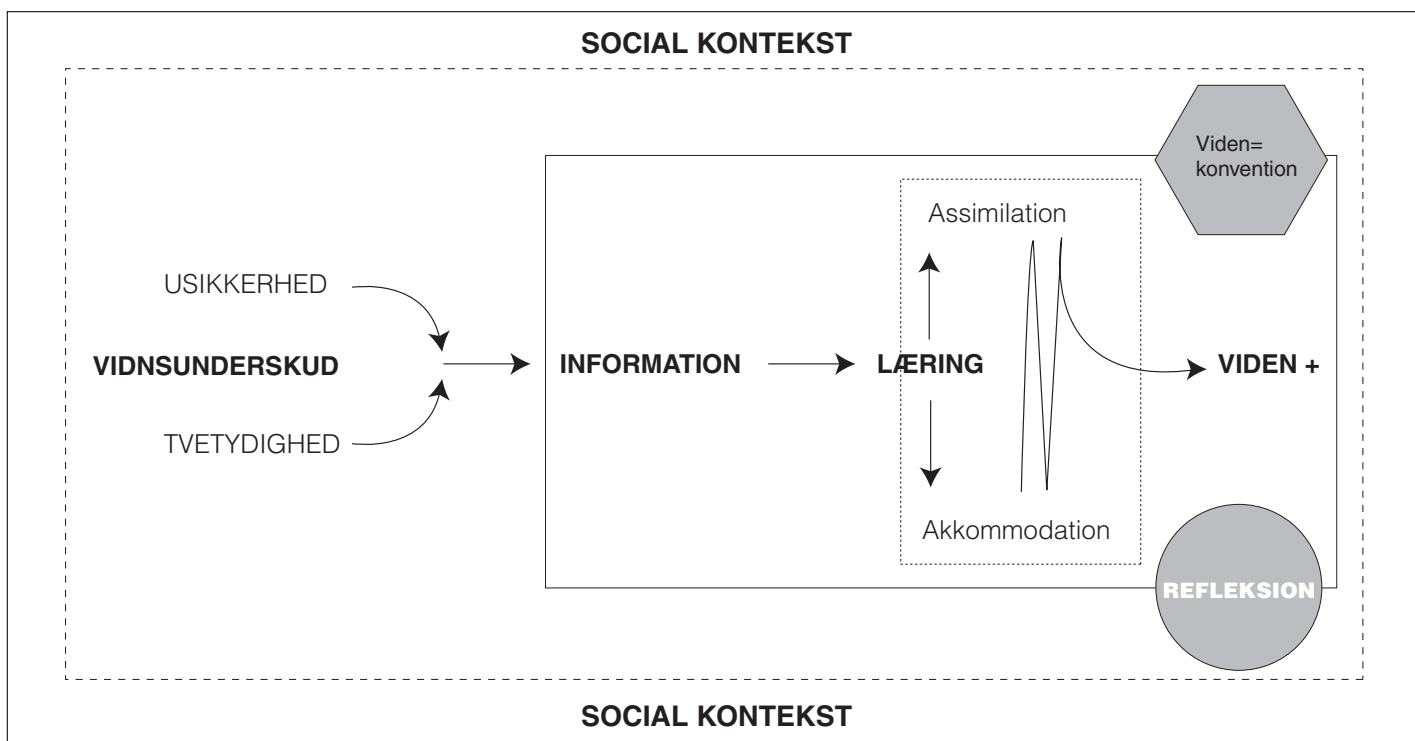 SOCIAL KONTEKST
Viden=
konvention
Assimilation
USIKKERHED
VIDNSUNDERSKUD
INFORMATION
LÆRING
VIDEN +
TVETYDIGHED
Akkommodation
REFLEKSION
SOCIAL KONTEKST